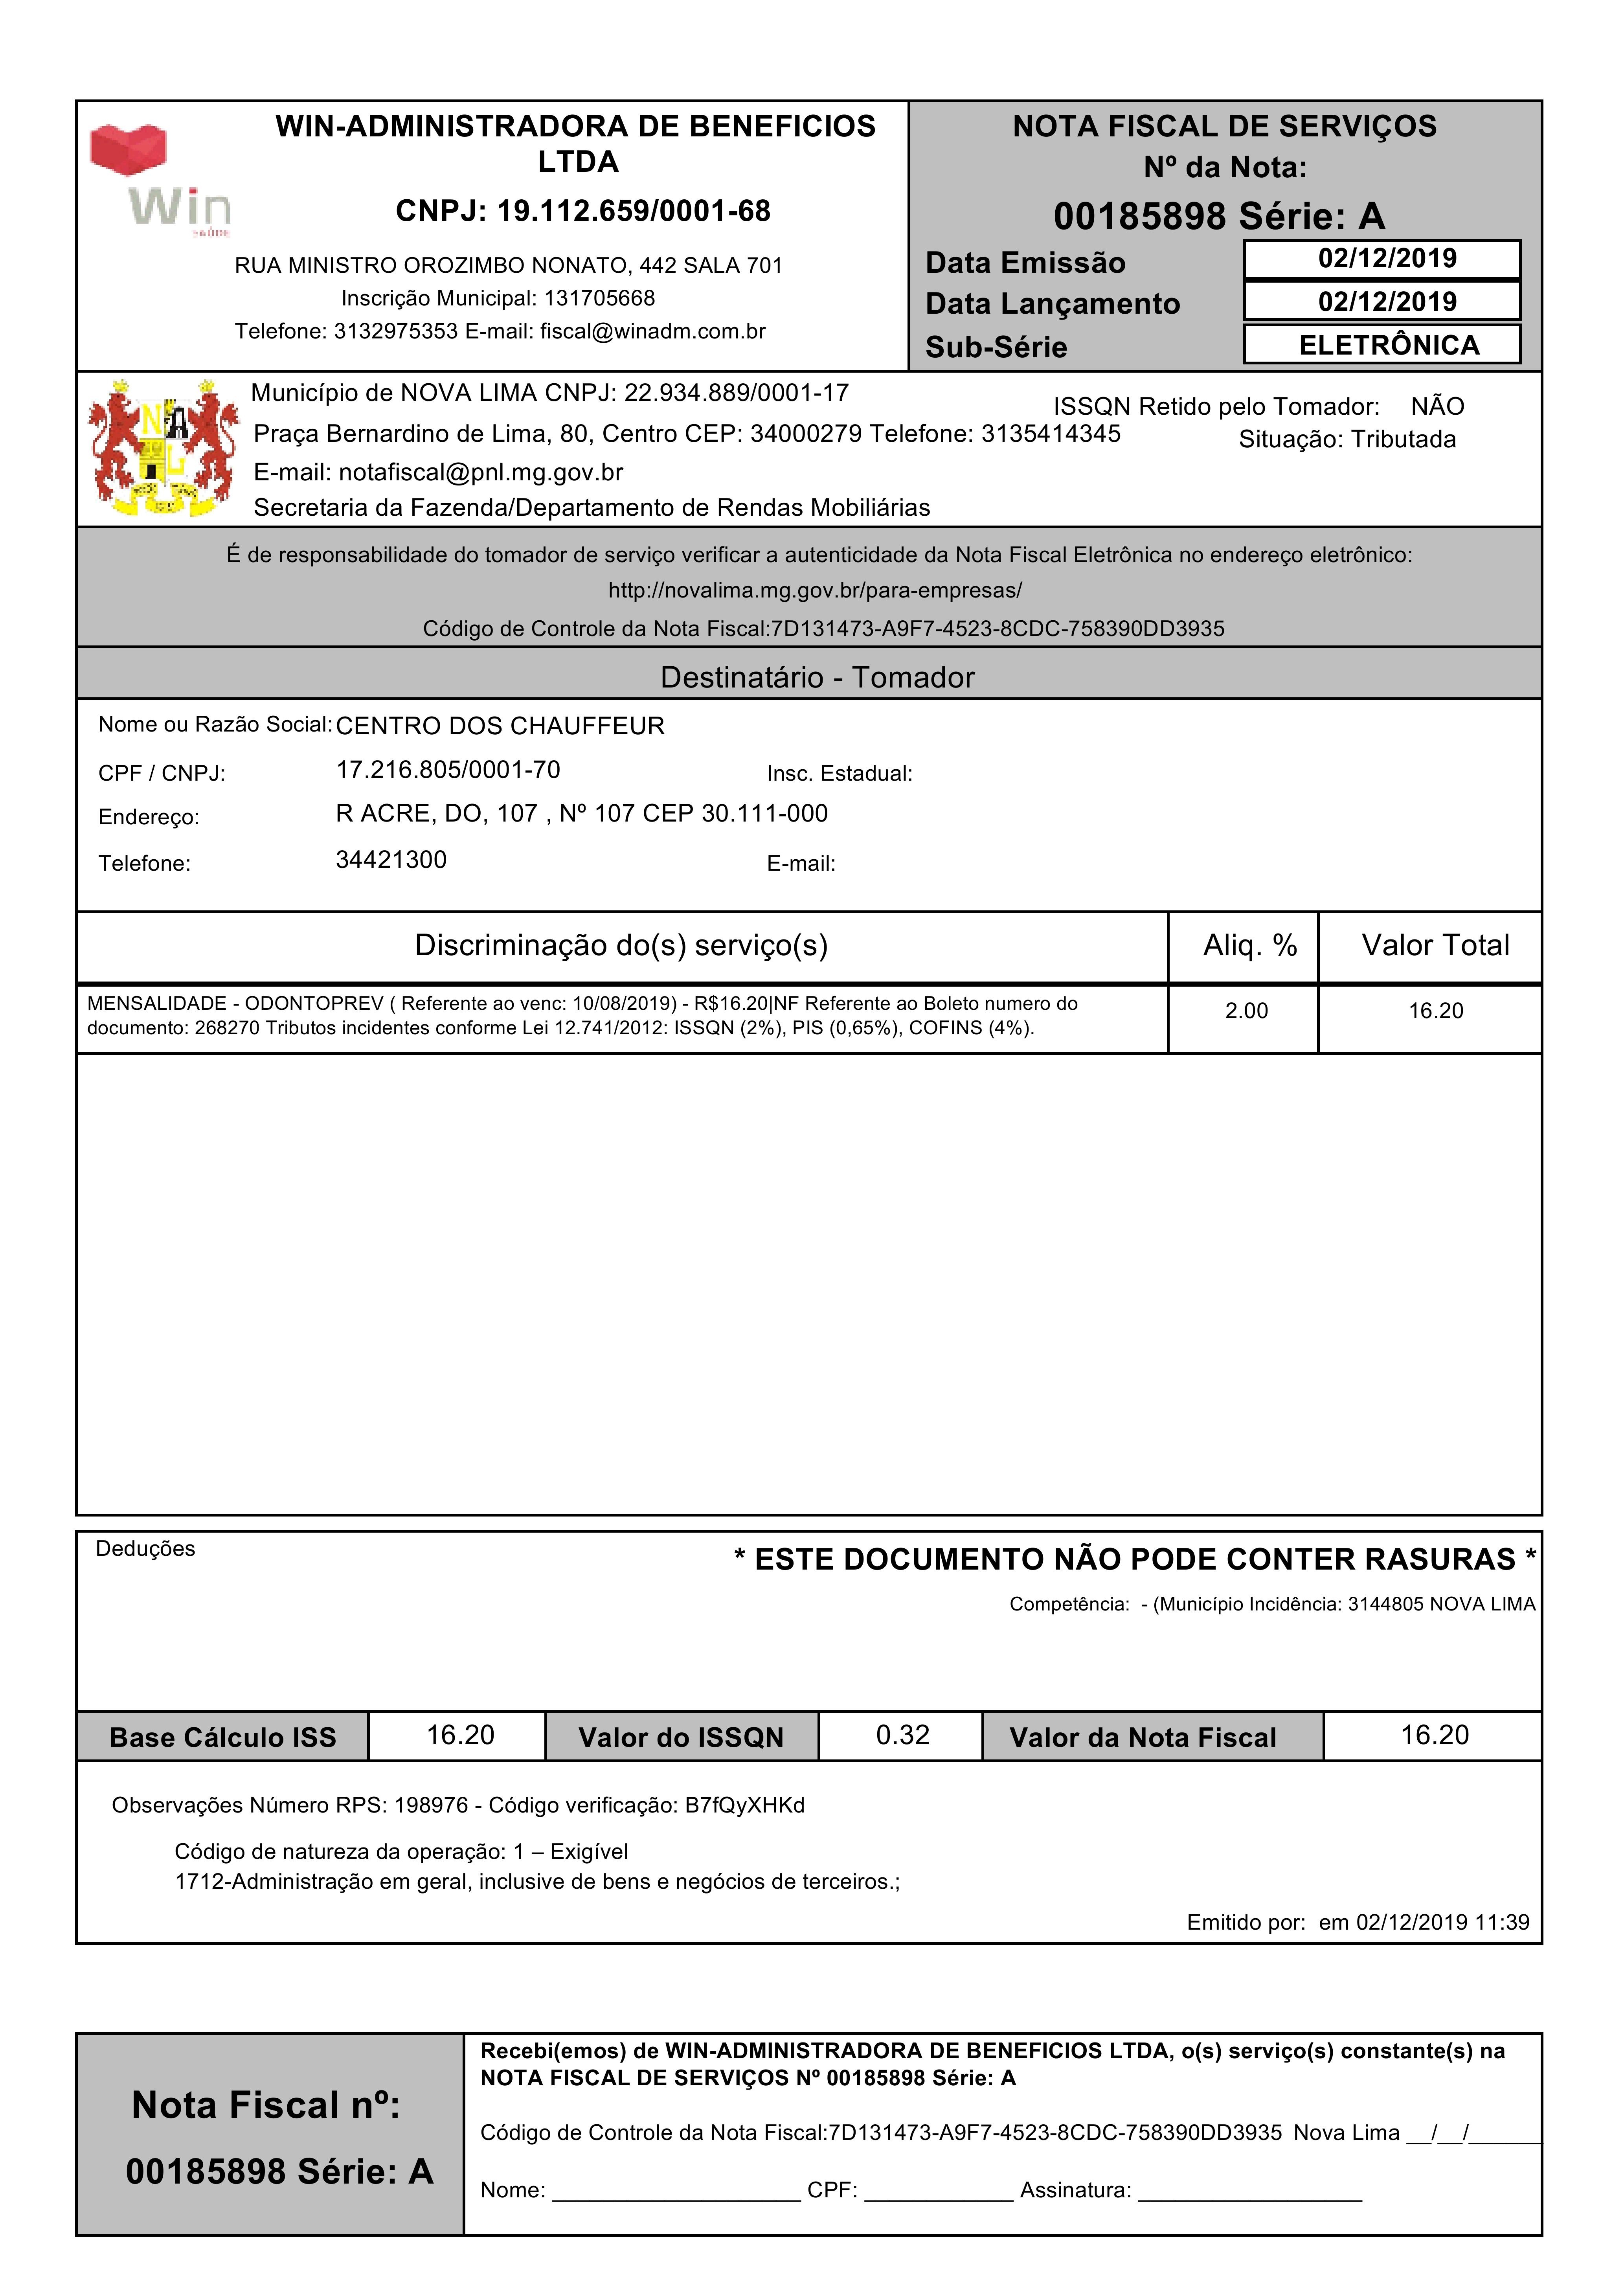 WIN-ADMINISTRADORA DE BENEFICIOS
LTDA
CNPJ: 19.112.659/0001-68
Win
saúde
RUA MINISTRO OROZIMBO NONATO, 442 SALA 701
Inscrição Municipal: 131705668
Telefone: 3132975353 E-mail: fiscal@winadm.com.br
NOTA FISCAL DE SERVIÇOS
Nº da Nota:
00185898 Série: A
Data Emissão 02/12/2019
Data Lançamento 02/12/2019
Sub-Série ELETRÔNICA
N A
L
Município de NOVA LIMA CNPJ: 22.934.889/0001-17
Praça Bernardino de Lima, 80, Centro CEP: 34000279 Telefone: 3135414345
E-mail: notafiscal@pnl.mg.gov.br
Secretaria da Fazenda/Departamento de Rendas Mobiliárias
ISSQN Retido pelo Tomador: NÃO
Situação: Tributada
É de responsabilidade do tomador de serviço verificar a autenticidade da Nota Fiscal Eletrônica no endereço eletrônico:
http://novalima.mg.gov.br/para-empresas/
Código de Controle da Nota Fiscal:7D131473-A9F7-4523-8CDC-758390DD3935
Destinatário - Tomador
Nome ou Razão Social: CENTRO DOS CHAUFFEUR
CPF / CNPJ: 17.216.805/0001-70 Insc. Estadual:
Endereço: R ACRE, DO, 107 , Nº 107 CEP 30.111-000
Telefone: 34421300 E-mail:
Discriminação do(s) serviço(s) Aliq. % Valor Total
MENSALIDADE - ODONTOPREV ( Referente ao venc: 10/08/2019) - R$16.20|NF Referente ao Boleto numero do
documento: 268270 Tributos incidentes conforme Lei 12.741/2012: ISSQN (2%), PIS (0,65%), COFINS (4%).
2.00 16.20
Deduções
* ESTE DOCUMENTO NÃO PODE CONTER RASURAS *
Competência: - (Município Incidência: 3144805 NOVA LIMA
Base Cálculo ISS 16.20 Valor do ISSQN 0.32 Valor da Nota Fiscal 16.20
Observações Número RPS: 198976 - Código verificação: B7fQyXHKd
Código de natureza da operação: 1 – Exigível
1712-Administração em geral, inclusive de bens e negócios de terceiros.;
Emitido por: em 02/12/2019 11:39
Nota Fiscal nº:
00185898 Série: A
Recebi(emos) de WIN-ADMINISTRADORA DE BENEFICIOS LTDA, o(s) serviço(s) constante(s) na
NOTA FISCAL DE SERVIÇOS Nº 00185898 Série: A
Código de Controle da Nota Fiscal:7D131473-A9F7-4523-8CDC-758390DD3935 Nova Lima __/__/______
Nome: ____________________ CPF: ____________ Assinatura: __________________